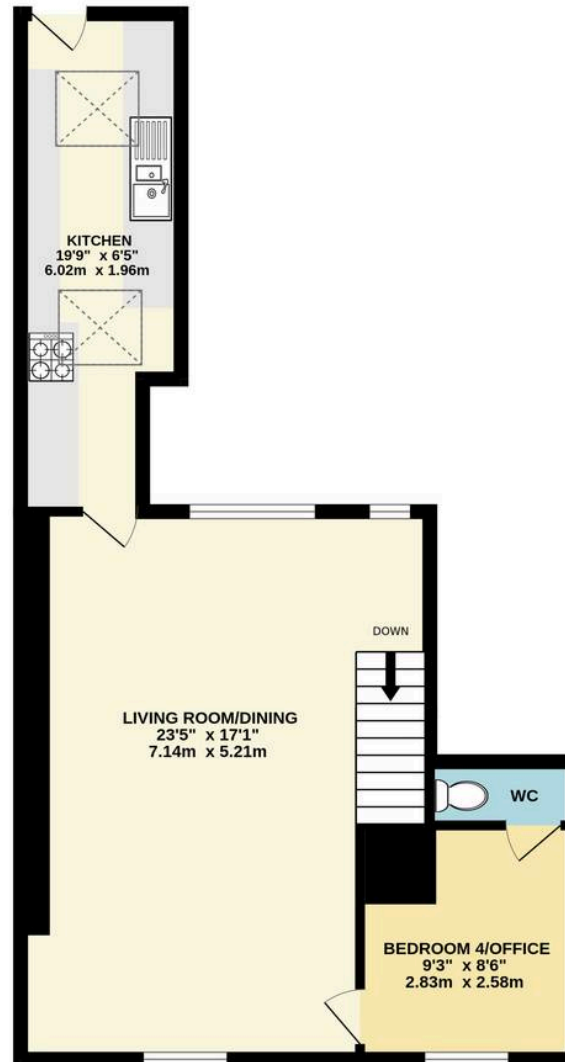 KITCHEN
19'9" x 6'5"
6.02m x 1.96m
DOWN
LIVING ROOM/DINING
23'5" x 17'1"
7.14m x 5.21m
WC
BEDROOM 4/OFFICE
9'3" x 8'6"
2.83m x 2.58m